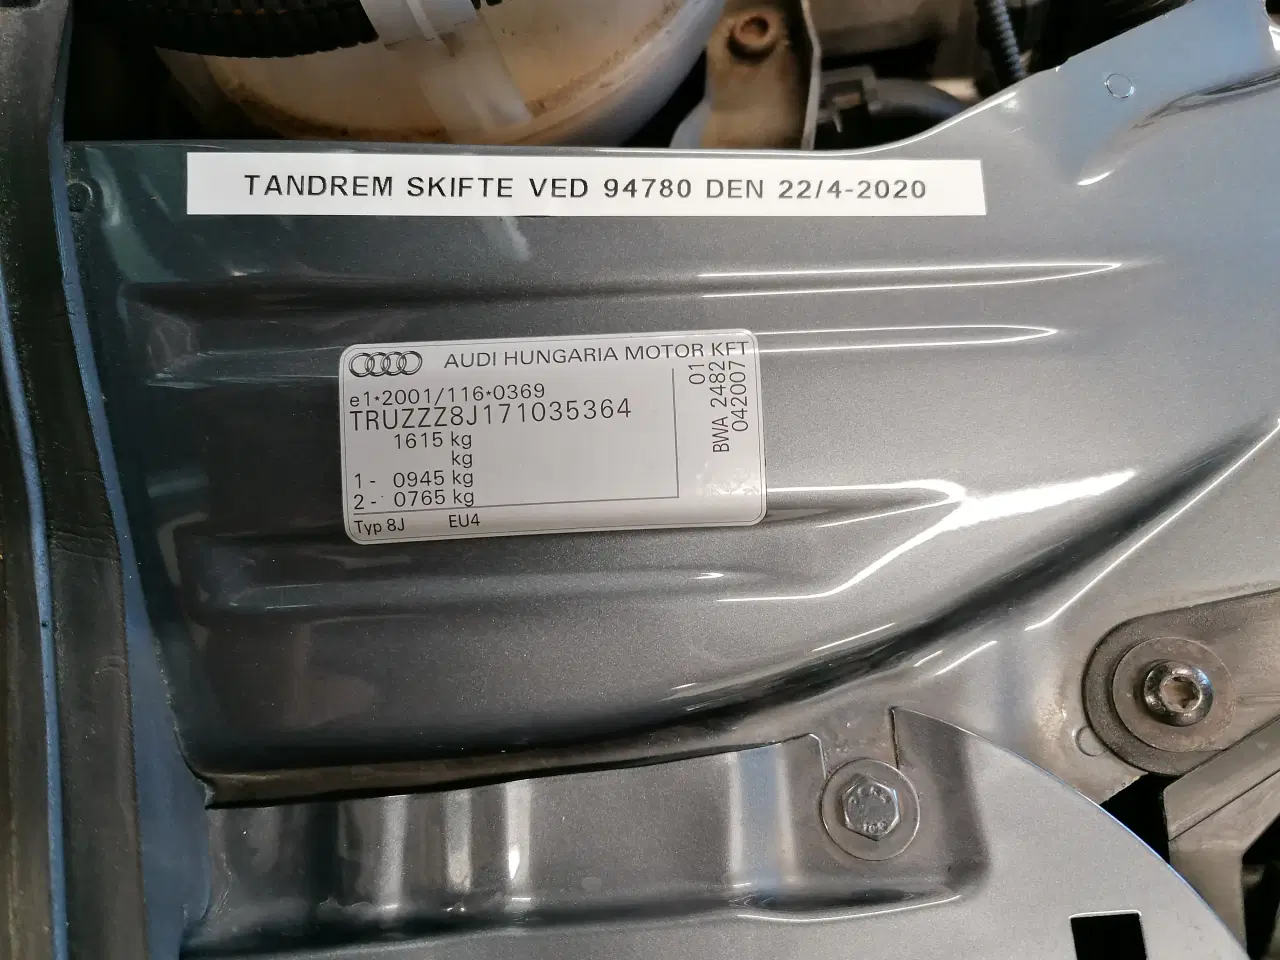 TANDREM SKIFTE VED 94780 DEN 22/4-2020
AUDI HUNGARIA MOTOR KFT
e1*2001/116*0369
TRUZZZ8J171035364
1615 kg
kg
1- 0945 kg
2- 0765 kg
Typ 8J EU4
01
BWA 2482
042007